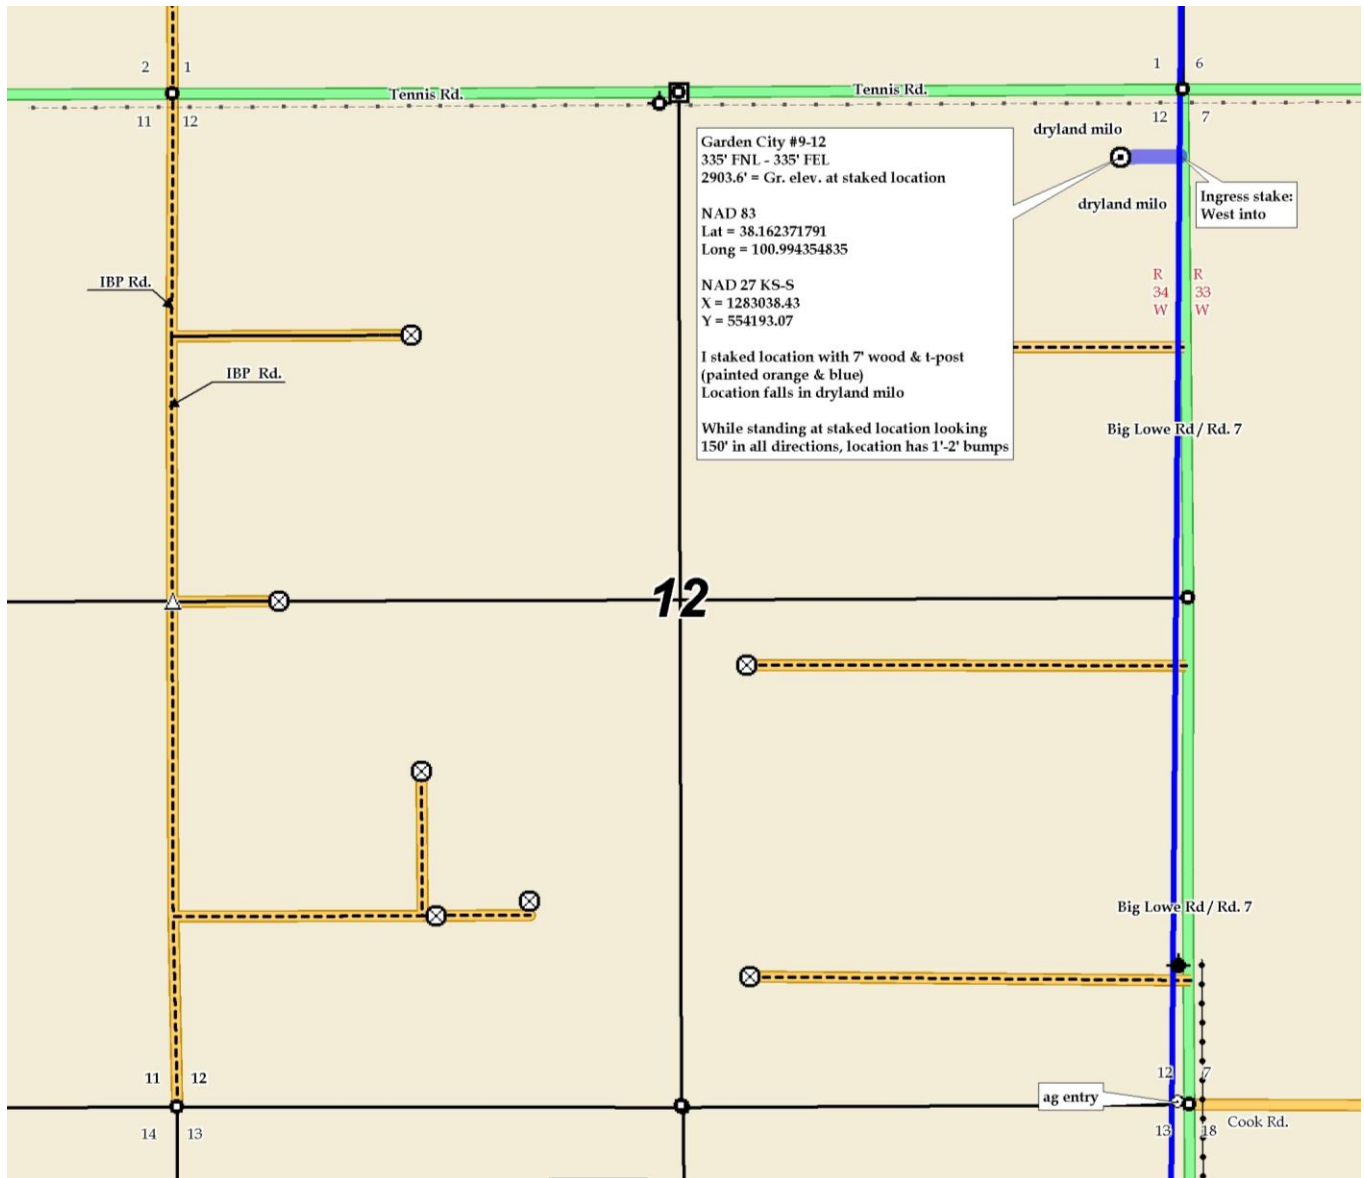 2 1
1 6
Tennis Rd.
Tennis Rd.
11 12
12 7
dryland milo
Garden City #9-12
335' FNL - 335' FEL
2903.6' = Gr. elev. at staked location
NAD 83
Lat = 38.162371791
Long = 100.994354835
NAD 27 KS-S
X = 1283038.43
Y = 554193.07
I staked location with 7' wood & t-post
(painted orange & blue)
Location falls in dryland milo
While standing at staked location looking
150' in all directions, location has 1'-2' bumps
dryland milo
Ingress stake:
West into
IBP Rd.
R
34
W
R
33
W
IBP Rd.
Big Lowe Rd / Rd. 7
12
Big Lowe Rd / Rd. 7
11 12
12 7
ag entry
14 13
13 18
Cook Rd.